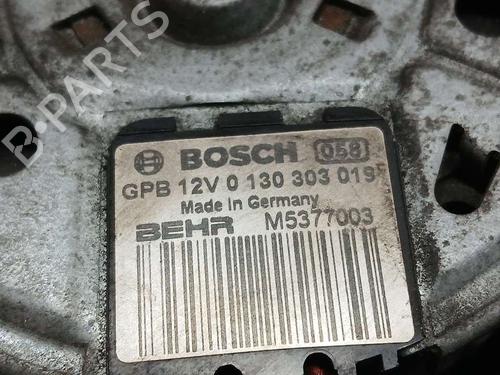 B-PARTS
BOSCH 058
GPB 12V 0 130 303 019
Made In Germany
BEHR M5377003